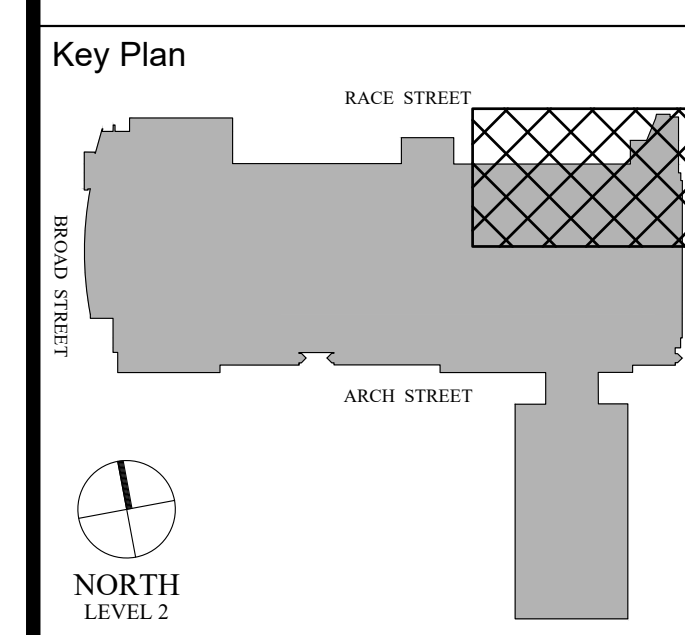 Key Plan
RACE STREET
BROAD STREET
ARCH STREET
NORTH
LEVEL 2